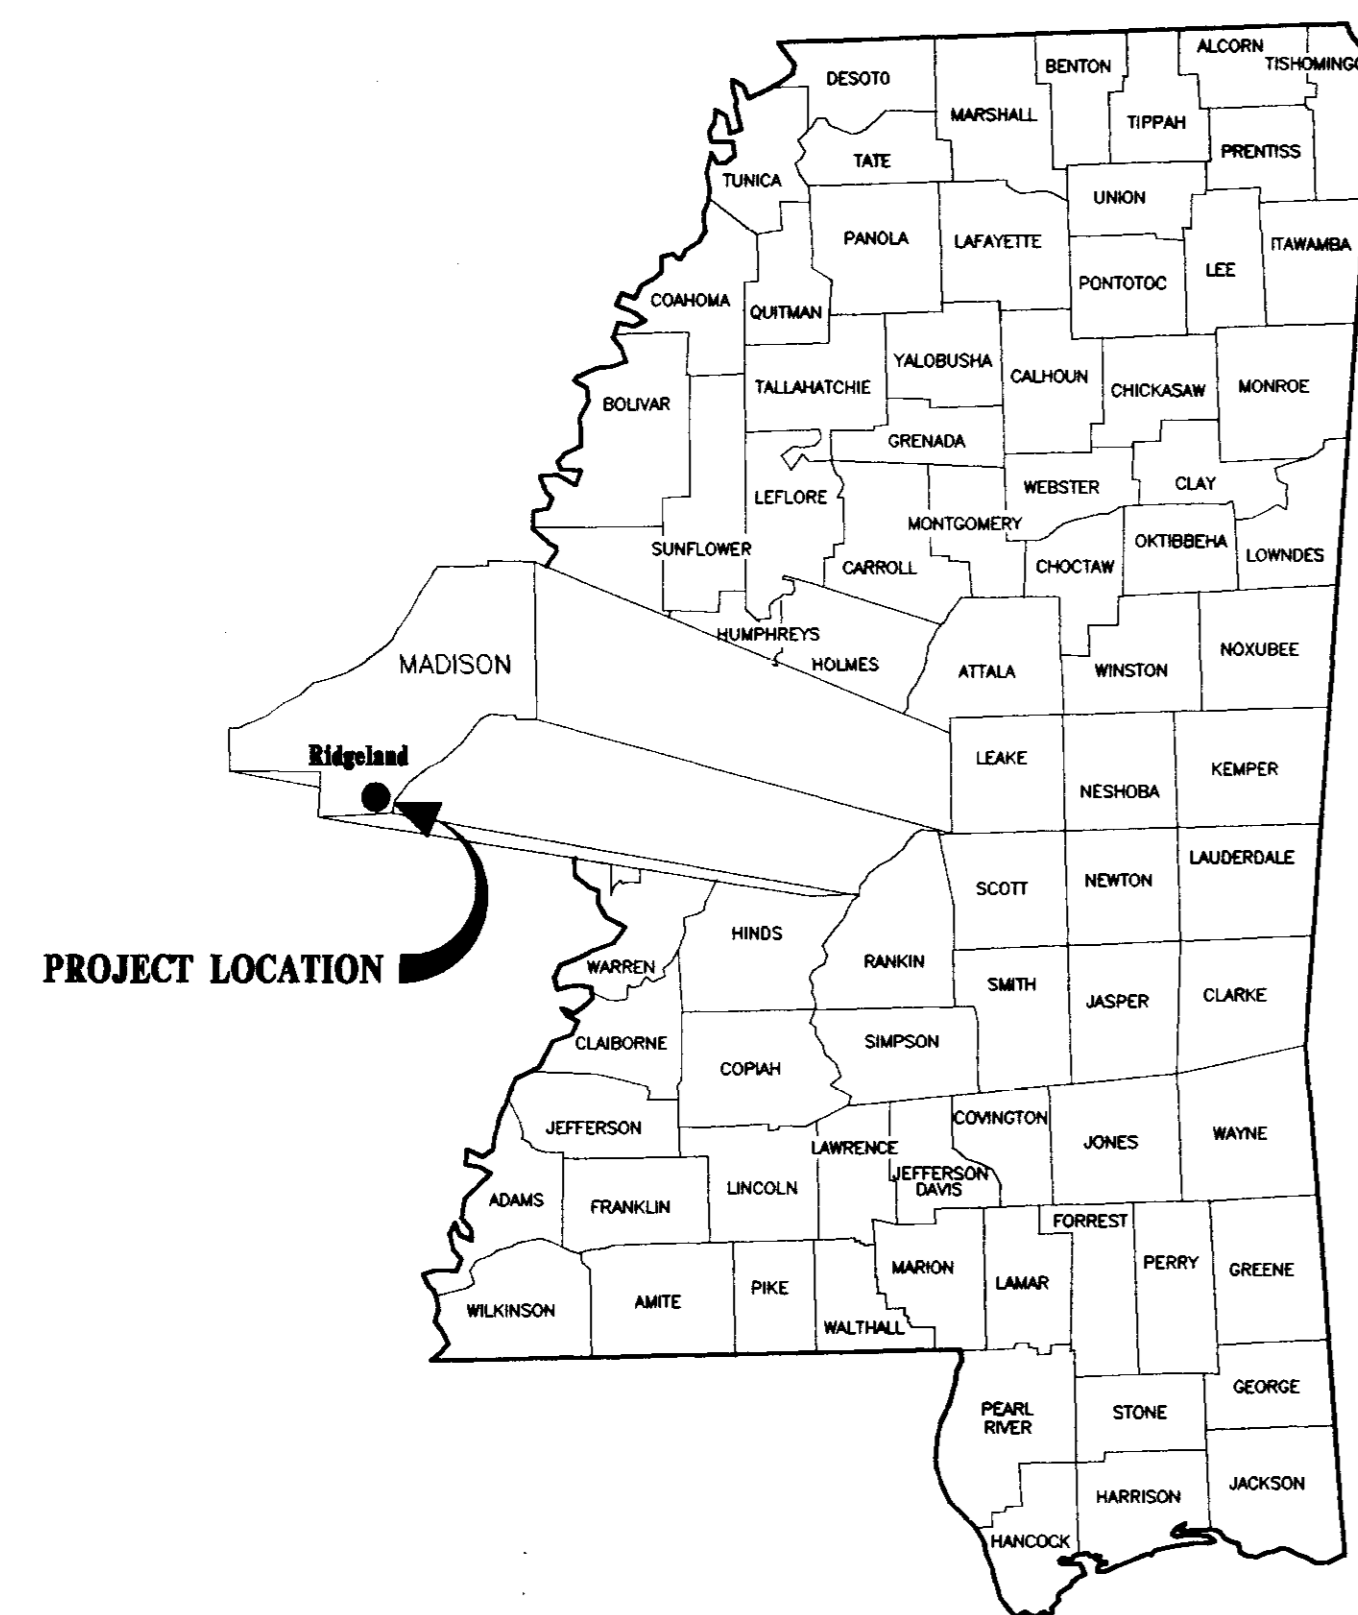 ALCORN
TISHOMINGO
BENTON
DESOTO
MARSHALL
TIPPAH
PRENTISS
TATE
TUNICA
UNION
PANOLA
LAFAYETTE
ITAWAMBA
LEE
PONTOTOC
COAHOMA
QUITMAN
YALOBUSHA
CALHOUN
TALLAHATCHIE
CHICKASAW
MONROE
BOLIVAR
GRENADA
CLAY
WEBSTER
LEFLORE
MONTGOMERY
OKTIBBEHA
SUNFLOWER
LOWNDES
CARROLL
CHOCTAW
HUMPHREYS
NOXUBEE
MADISON
HOLMES
ATTALA
WINSTON
Ridgeland
LEAKE
KEMPER
NESHOBA
LAUDERDALE
NEWTON
SCOTT
HINDS
RANKIN
PROJECT LOCATION
WARREN
SMITH
CLARKE
JASPER
CLAIBORNE
SIMPSON
COPIAH
COVINGTON
JEFFERSON
WAYNE
JONES
LAWRENCE
JEFFERSON
DAVIS
LINCOLN
ADAMS
FRANKLIN
FORREST
PERRY
MARION
GREENE
LAMAR
PIKE
AMITE
WILKINSON
WALTHALL
GEORGE
PEARL
RIVER
STONE
JACKSON
HARRISON
HANCOCK